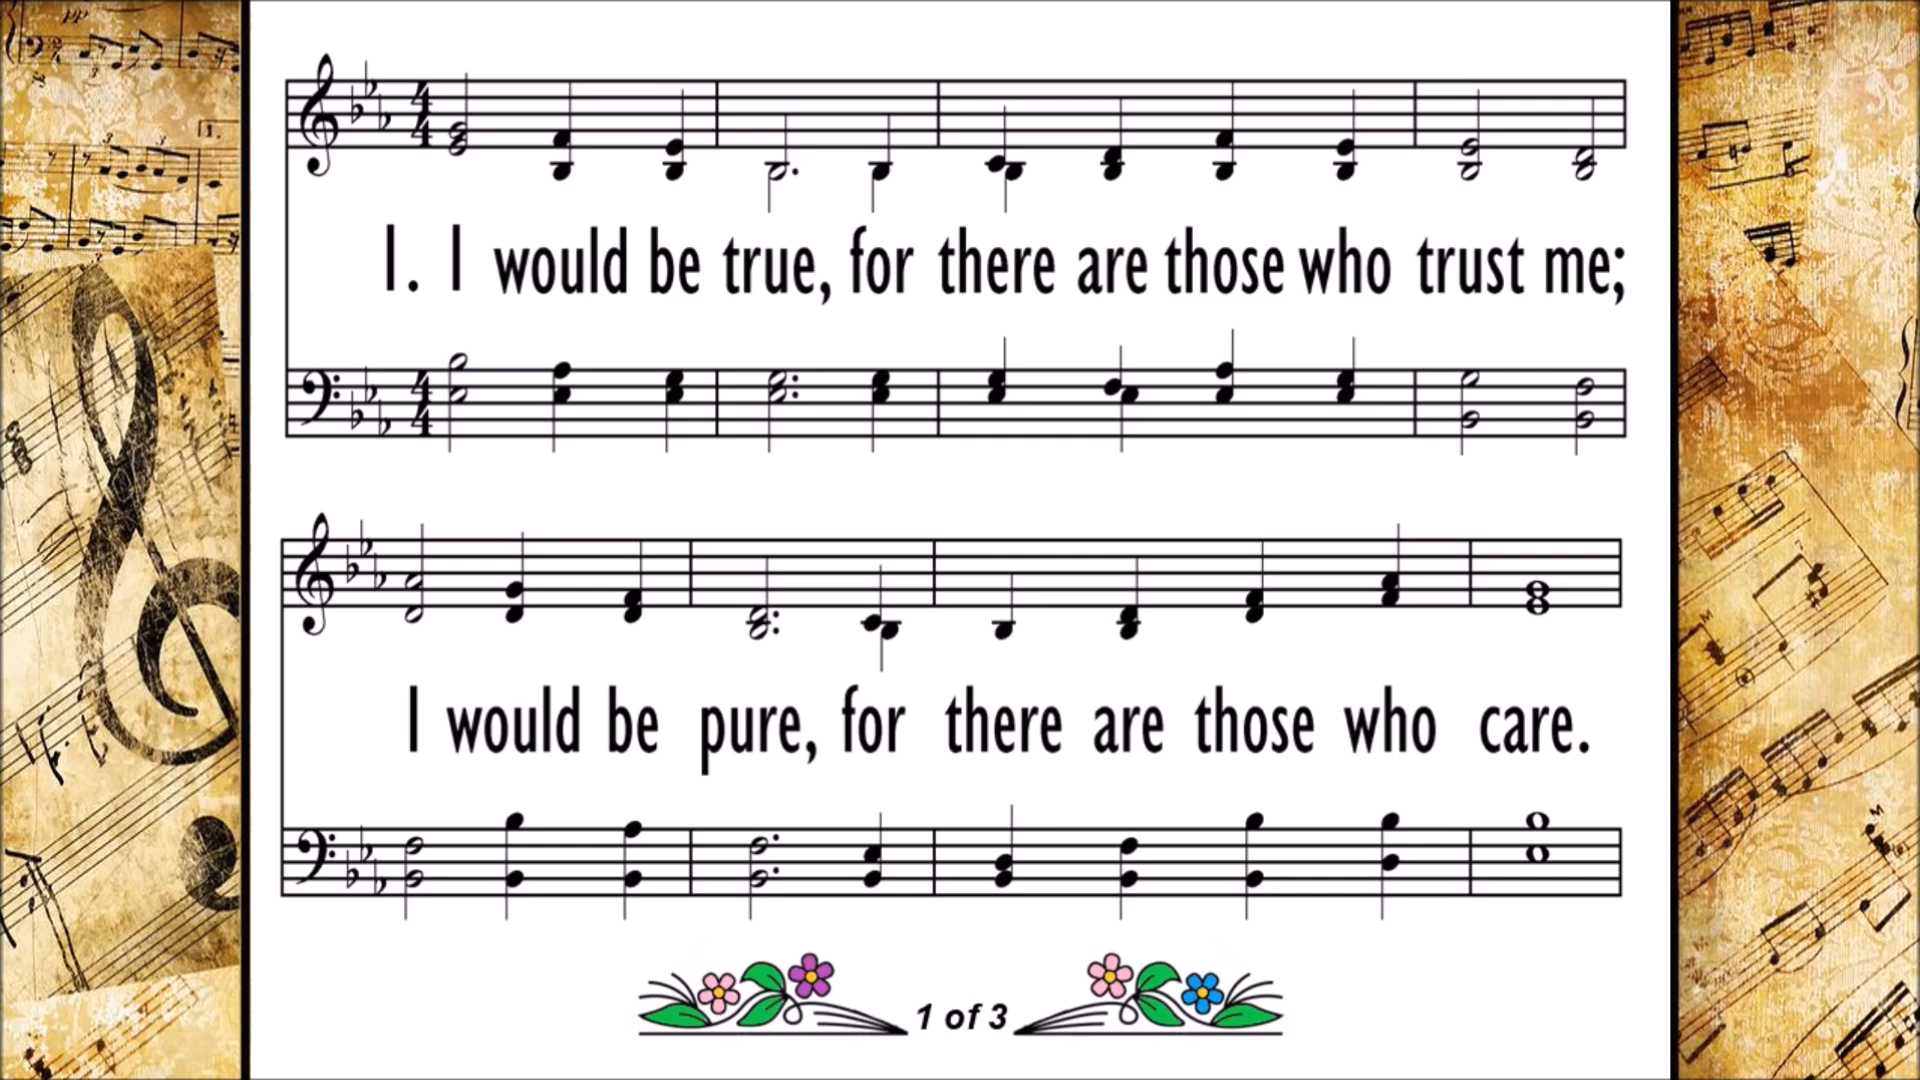 1. I would be true, for there are those who trust me;
I would be pure, for there are those who care.
1 of 3